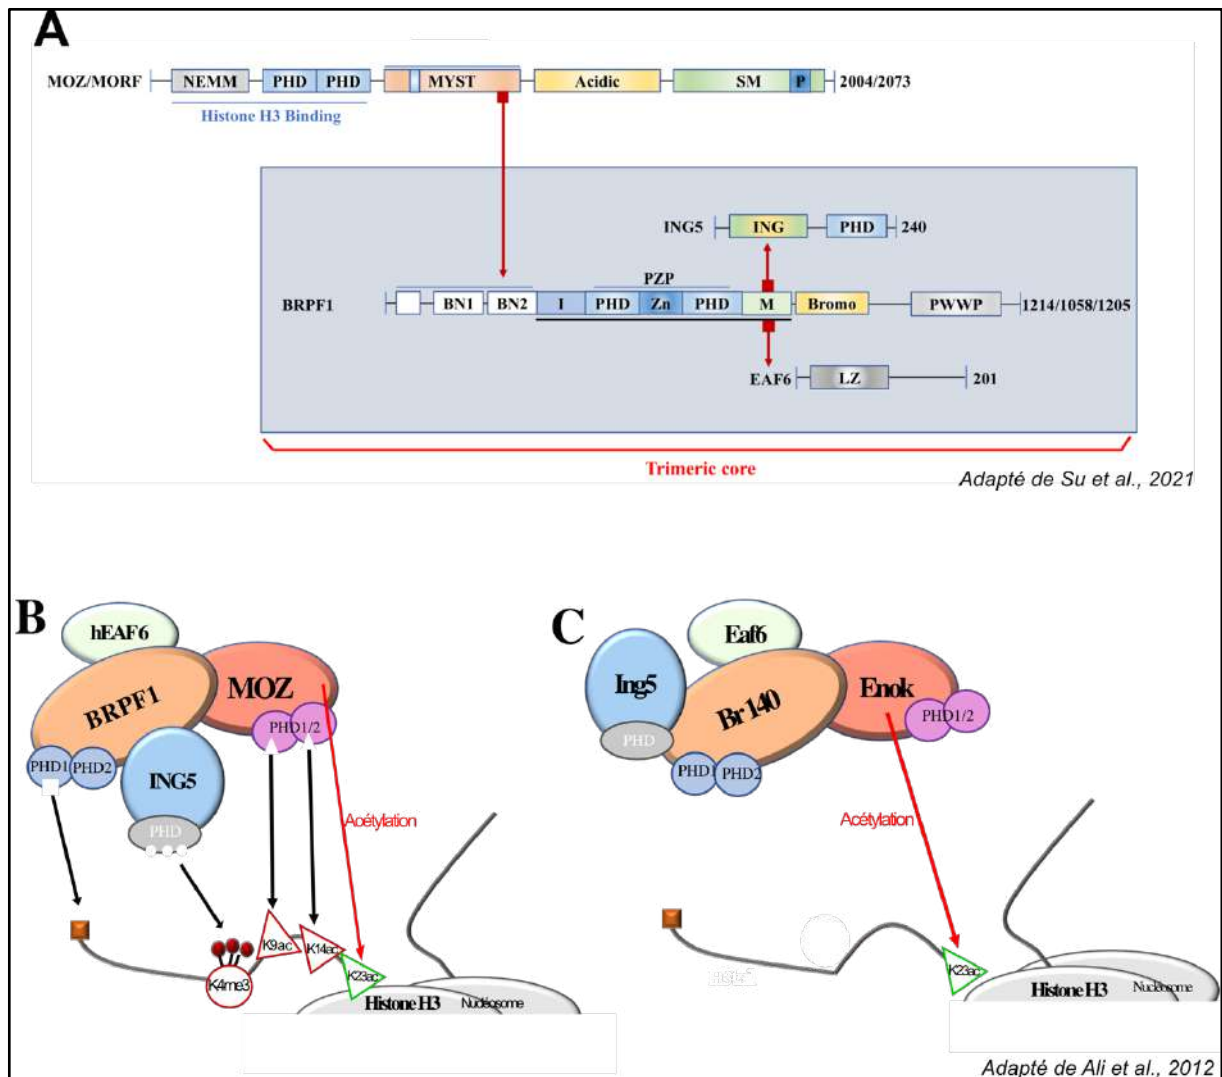 A
MOZ/MORF NEMM PHD PHD MYST Acidic SM P 2004/2073
Histone H3 Binding
ING5 ING PHD 240
PZP
BRPF1 BN1 BN2 I PHD Zn PHD M Bromo PWWP 1214/1058/1205
EAF6 LZ 201
Trimeric core
Adapté de Su et al., 2021
B
hEAF6
BRPF1
MOZ
PHD1/2
PHD1 PHD2
ING5
PHD
Acétylation
K9ac
K14ac
K4me3
K23ac
Histone H3 Nucléosome
C
Eaf6
Ing5
Br140
Enok
PHD
PHD1/2
PHD1 PHD2
Acétylation
K23ac
Histone H3 Nucléosome
Adapté de Ali et al., 2012